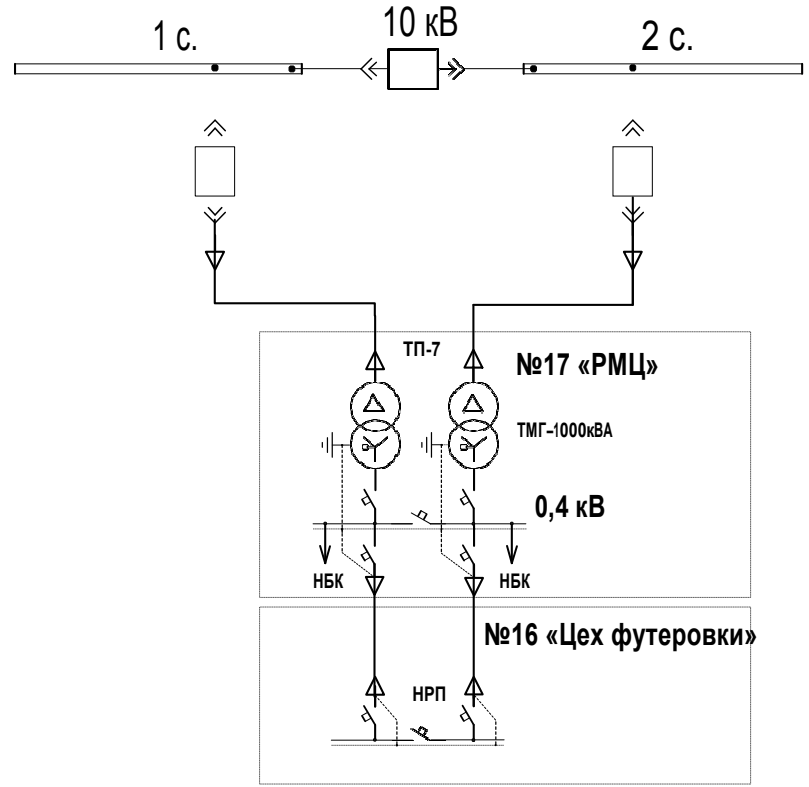 10 кВ
1 с.
2 с.
ТП-7
№17 «РМЦ»
ТМГ-1000кВА
0,4 кВ
НБК
НБК
№16 «Цех футеровки»
НРП